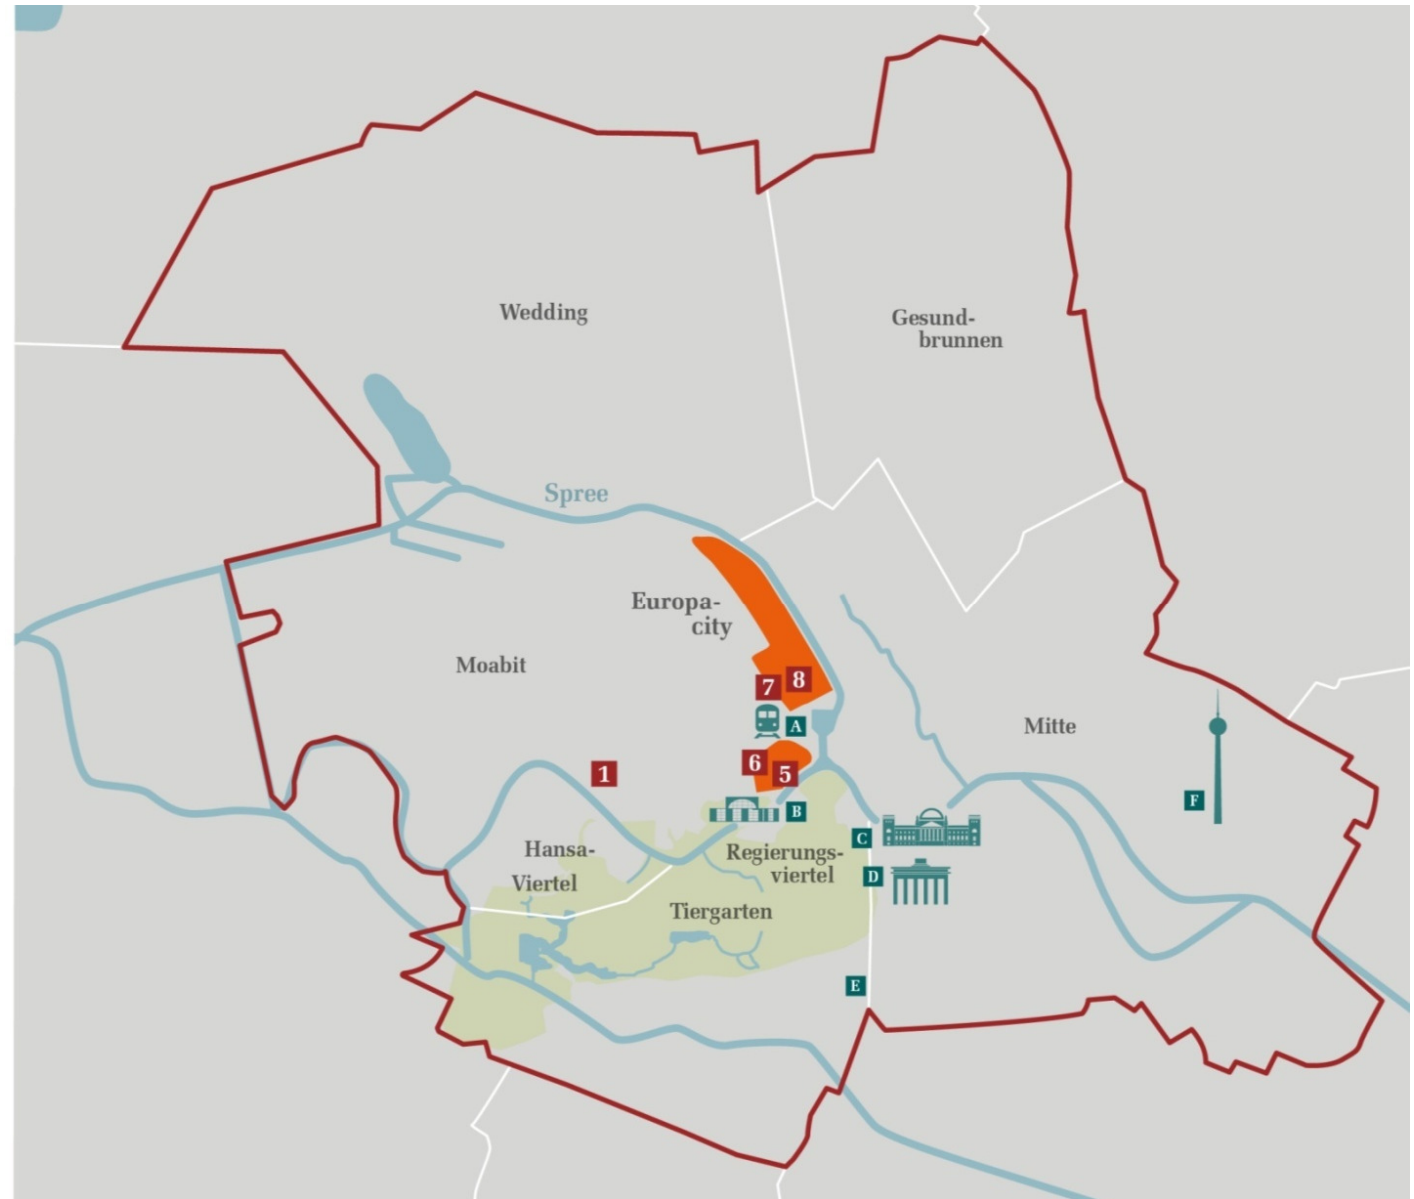 Wedding
Gesund-
brunnen
Spree
Europa-
city
Moabit
7
8
A
Mitte
6
5
1
F
B
C
Hansa-
Viertel
Regierungs-
viertel
D
Tiergarten
E